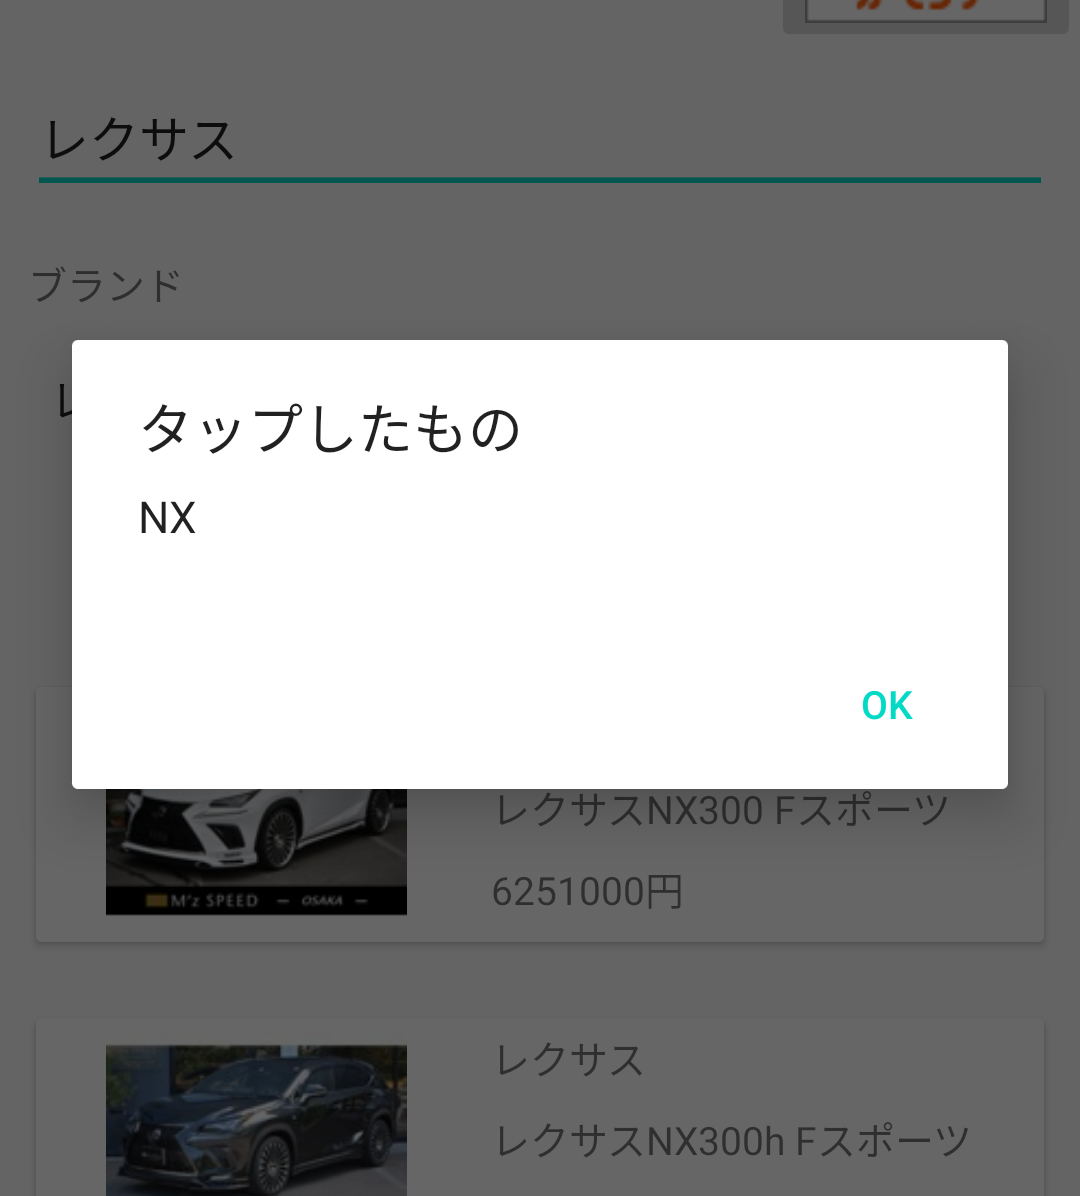 レクサス
ブランド
タップしたもの
NX
OK
レクサスNX300 Fスポーツ
6251000円
M'z SPEED — OSAKA —
レクサス
レクサスNX300h Fスポーツ